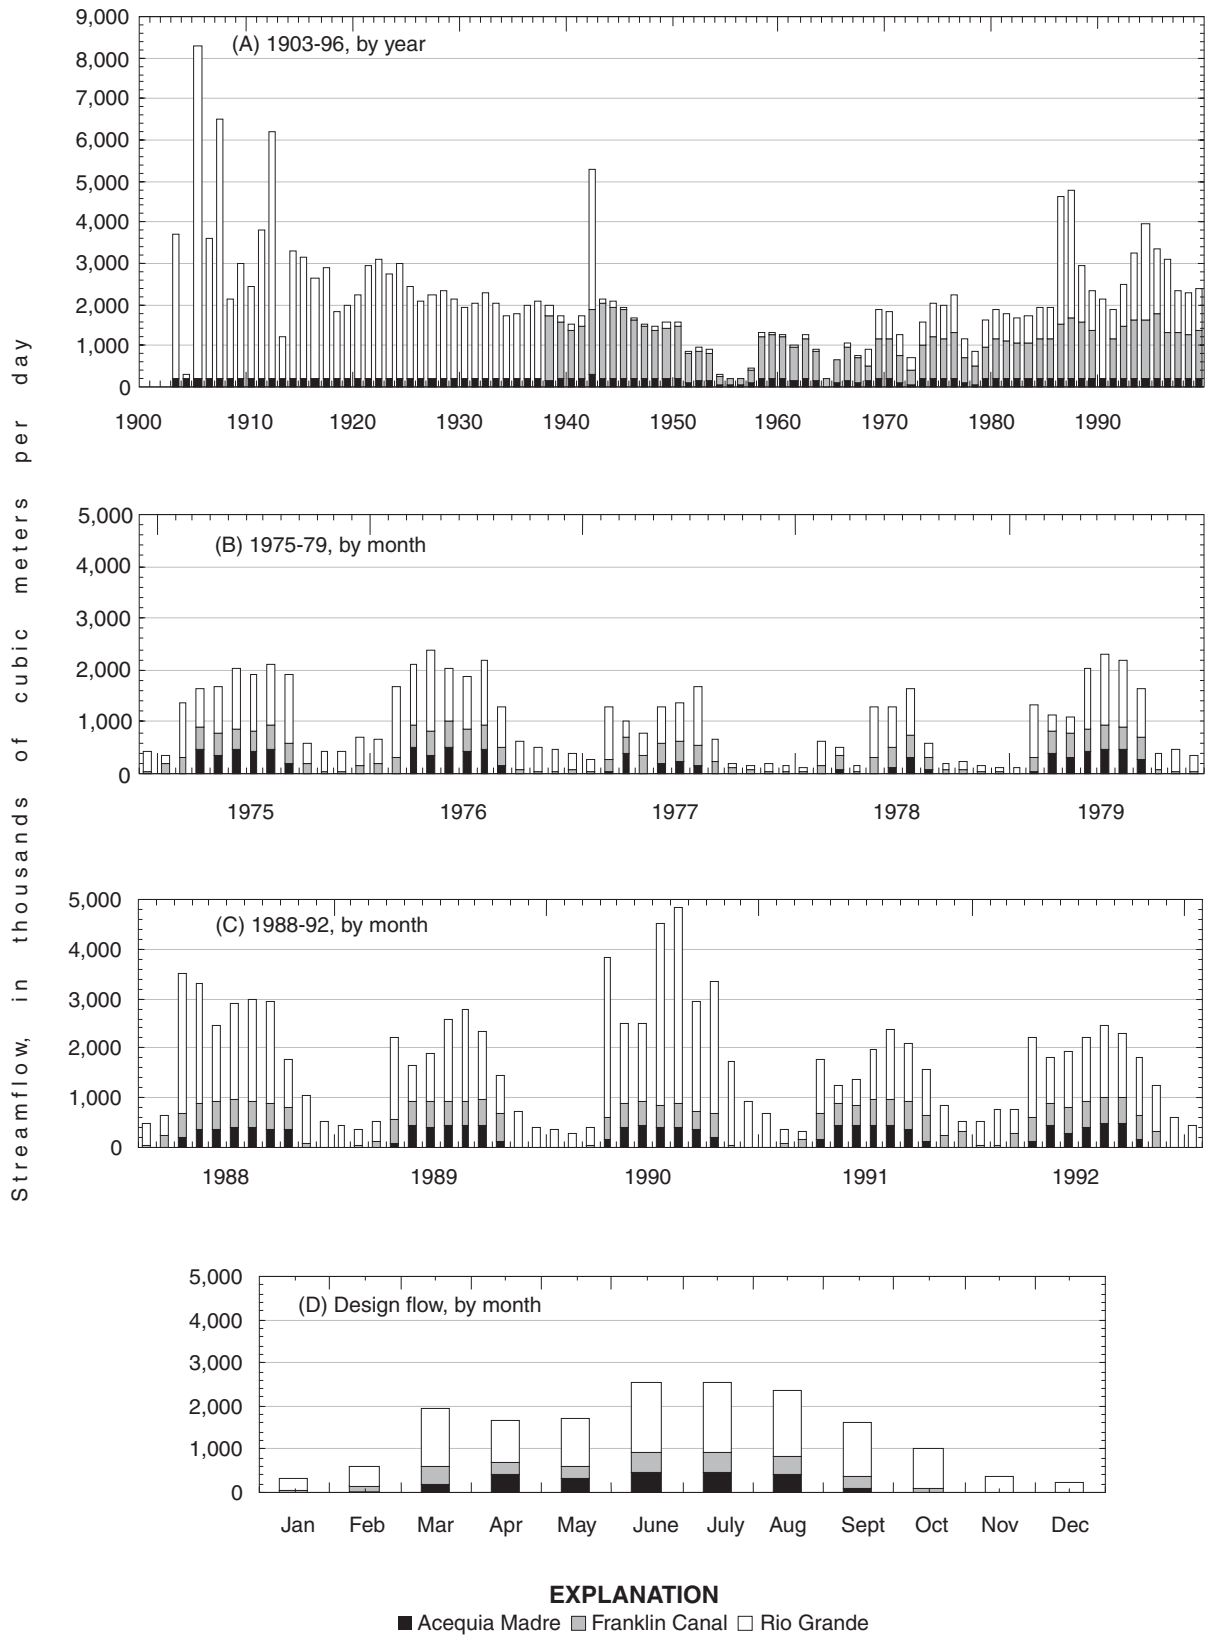 Streamflow, in thousands of cubic meters per day
9,000
(A) 1903-96, by year
8,000
7,000
6,000
5,000
4,000
3,000
2,000
1,000
0
1900 1910 1920 1930 1940 1950 1960 1970 1980 1990
5,000
(B) 1975-79, by month
4,000
3,000
2,000
1,000
0
1975 1976 1977 1978 1979
5,000
(C) 1988-92, by month
4,000
3,000
2,000
1,000
0
1988 1989 1990 1991 1992
5,000
(D) Design flow, by month
4,000
3,000
2,000
1,000
0
Jan Feb Mar Apr May June July Aug Sept Oct Nov Dec
EXPLANATION
Acequia Madre Franklin Canal Rio Grande